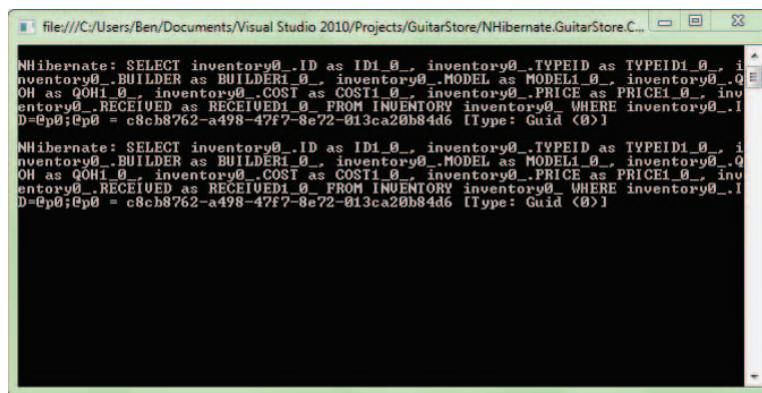 file:///C:/Users/Ben/Documents/Visual Studio 2010/Projects/GuitarStore/NHibernate.GuitarStore.C...
NHibernate: SELECT inventory0_.ID as ID1_0_, inventory0_.TYPEID as TYPEID1_0_, i
nventory0_.BUILDER as BUILDER1_0_, inventory0_.MODEL as MODEL1_0_, inventory0_.Q
OH as QOH1_0_, inventory0_.COST as COST1_0_, inventory0_.PRICE as PRICE1_0_, inv
entory0_.RECEIVED as RECEIVED1_0_ FROM INVENTORY inventory0_ WHERE inventory0_.I
D=@p0;@p0 = c8cb8762-a498-47f7-8e72-013ca20b84d6 [Type: Guid (0)]
NHibernate: SELECT inventory0_.ID as ID1_0_, inventory0_.TYPEID as TYPEID1_0_, i
nventory0_.BUILDER as BUILDER1_0_, inventory0_.MODEL as MODEL1_0_, inventory0_.Q
OH as QOH1_0_, inventory0_.COST as COST1_0_, inventory0_.PRICE as PRICE1_0_, inv
entory0_.RECEIVED as RECEIVED1_0_ FROM INVENTORY inventory0_ WHERE inventory0_.I
D=@p0;@p0 = c8cb8762-a498-47f7-8e72-013ca20b84d6 [Type: Guid (0)]